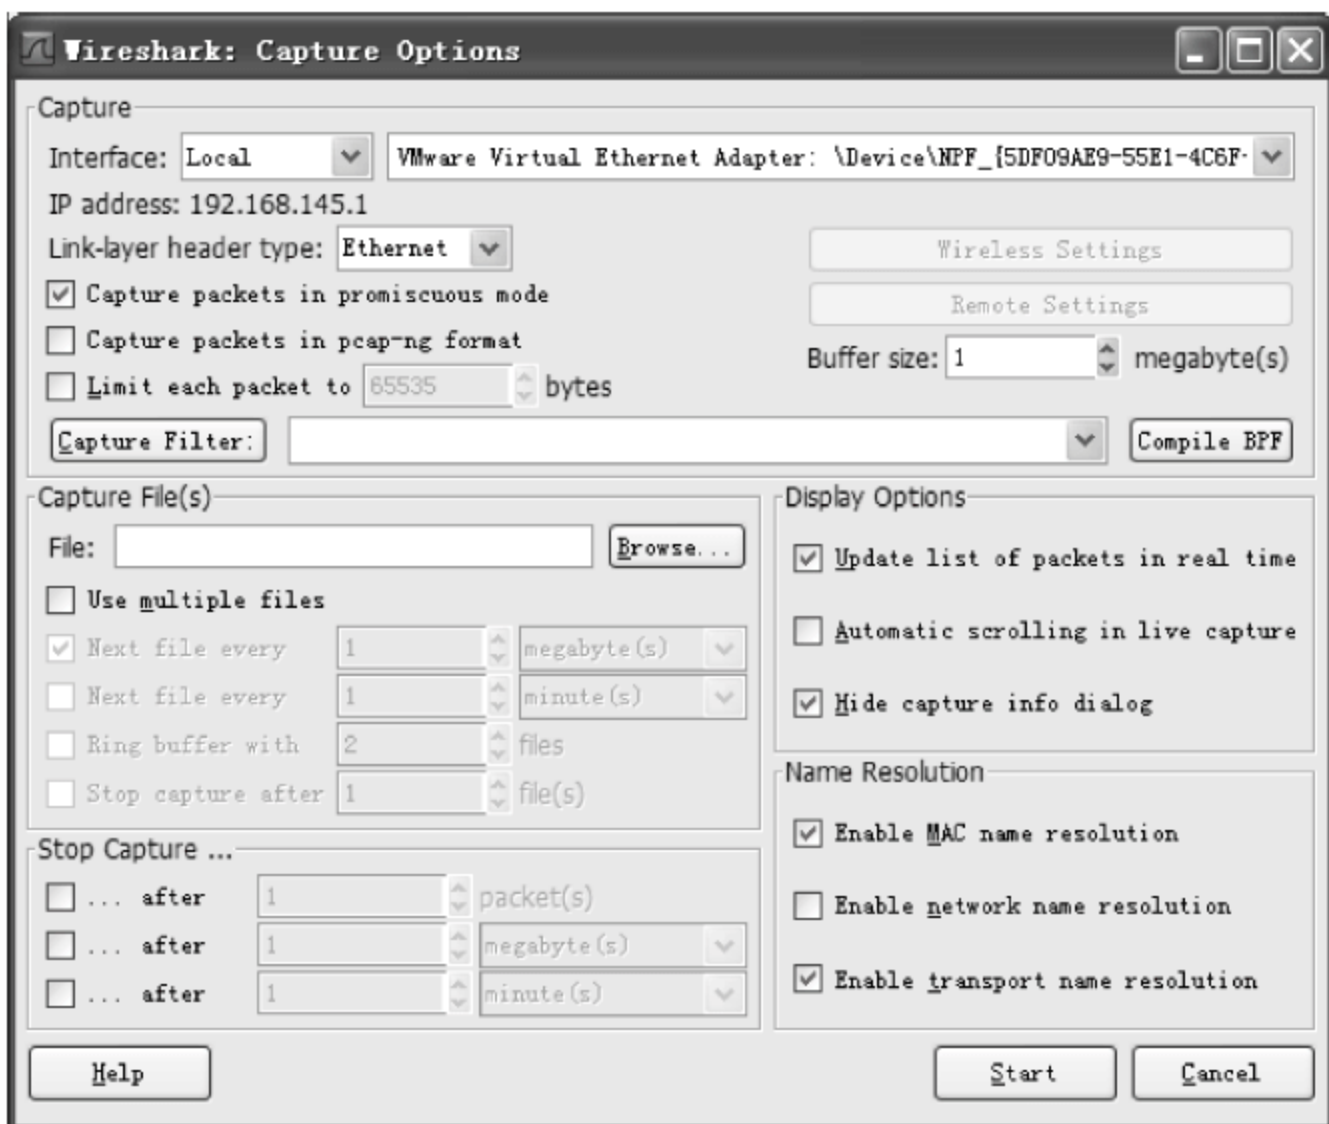 Wireshark: Capture Options
Capture
Interface: Local VMware Virtual Ethernet Adapter: \Device\NPF_{5DF09AE9-55E1-4C6F-
IP address: 192.168.145.1
Link-layer header type: Ethernet Wireless Settings
Capture packets in promiscuous mode Remote Settings
Capture packets in pcap-ng format Buffer size: 1 megabyte(s)
Limit each packet to 65535 bytes
Capture Filter: Compile BPF
Capture File(s)
File: Browse...
Use multiple files
Next file every 1 megabyte(s)
Next file every 1 minute(s)
Ring buffer with 2 files
Stop capture after 1 file(s)
Stop Capture ...
... after 1 packet(s)
... after 1 megabyte(s)
... after 1 minute(s)
Display Options
Update list of packets in real time
Automatic scrolling in live capture
Hide capture info dialog
Name Resolution
Enable MAC name resolution
Enable network name resolution
Enable transport name resolution
Help Start Cancel